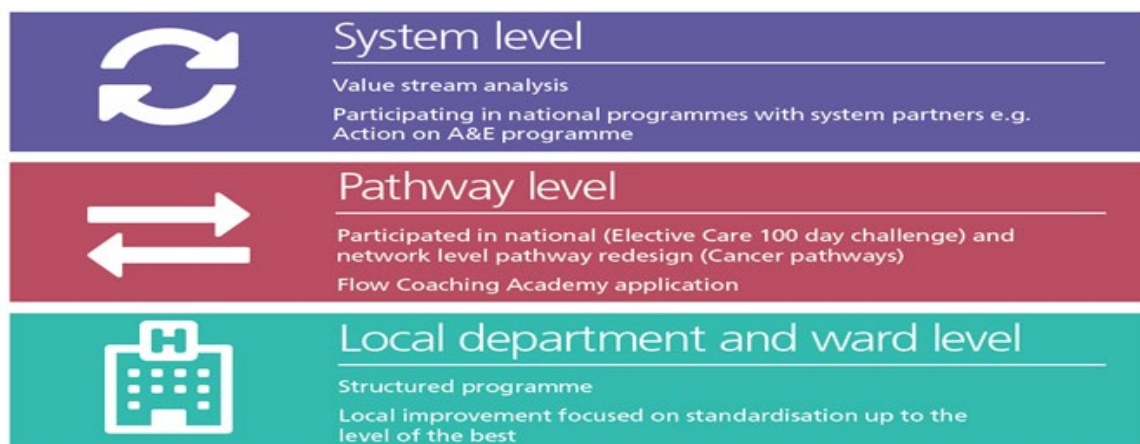 System level
Value stream analysis
Participating in national programmes with system partners e.g.
Action on A&E programme
Pathway level
Participated in national (Elective Care 100 day challenge) and
network level pathway redesign (Cancer pathways)
Flow Coaching Academy application
H
Local department and ward level
Structured programme
Local improvement focused on standardisation up to the
level of the best